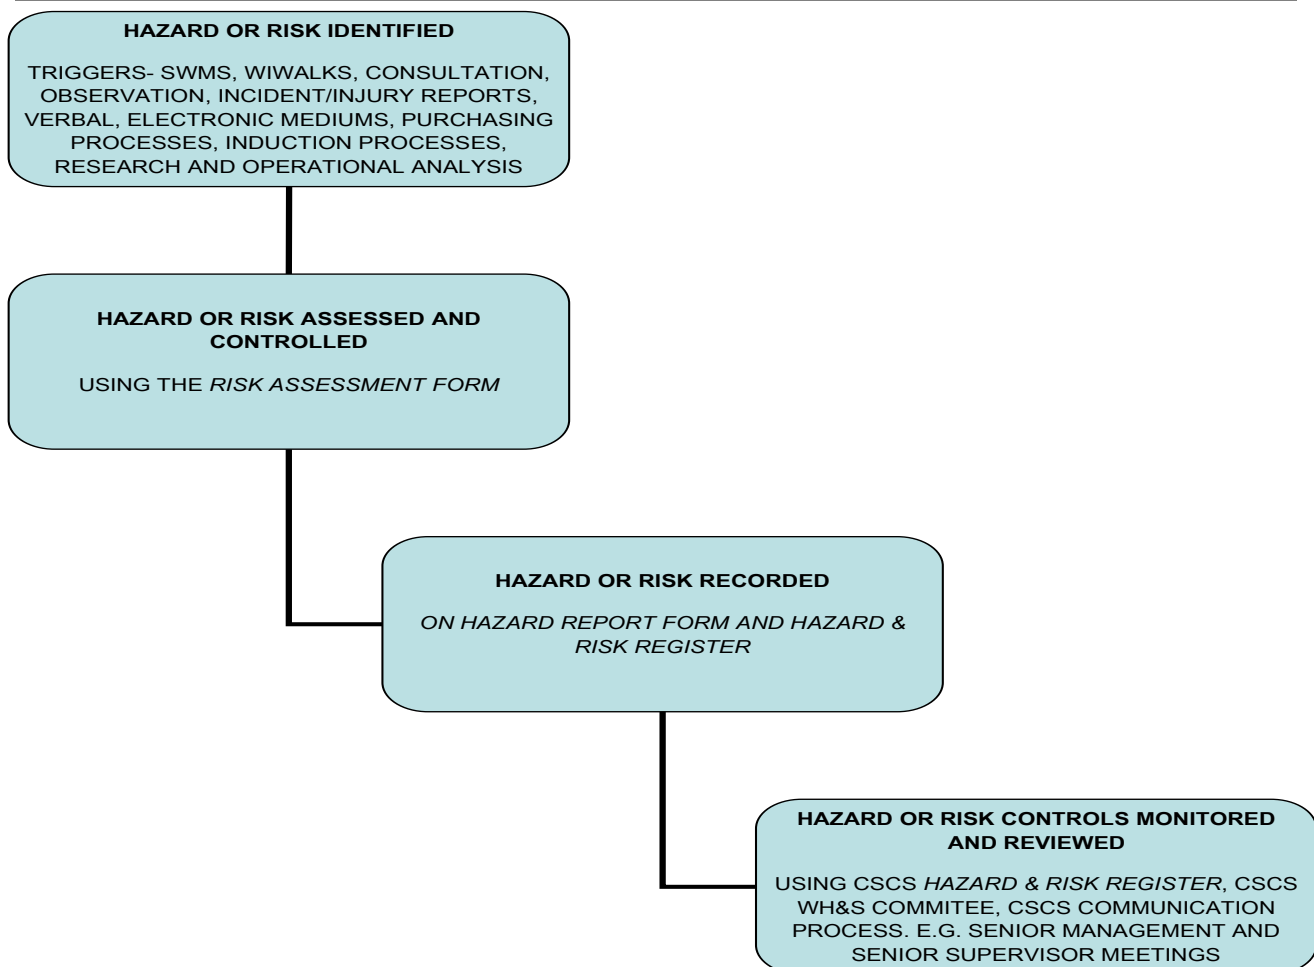 HAZARD OR RISK IDENTIFIED
TRIGGERS- SWMS, WIWALKS, CONSULTATION,
OBSERVATION, INCIDENT/INJURY REPORTS,
VERBAL, ELECTRONIC MEDIUMS, PURCHASING
PROCESSES, INDUCTION PROCESSES,
RESEARCH AND OPERATIONAL ANALYSIS
HAZARD OR RISK ASSESSED AND
CONTROLLED
USING THE RISK ASSESSMENT FORM
HAZARD OR RISK RECORDED
ON HAZARD REPORT FORM AND HAZARD &
RISK REGISTER
HAZARD OR RISK CONTROLS MONITORED
AND REVIEWED
USING CSCS HAZARD & RISK REGISTER, CSCS
WH&S COMMITEE, CSCS COMMUNICATION
PROCESS. E.G. SENIOR MANAGEMENT AND
SENIOR SUPERVISOR MEETINGS